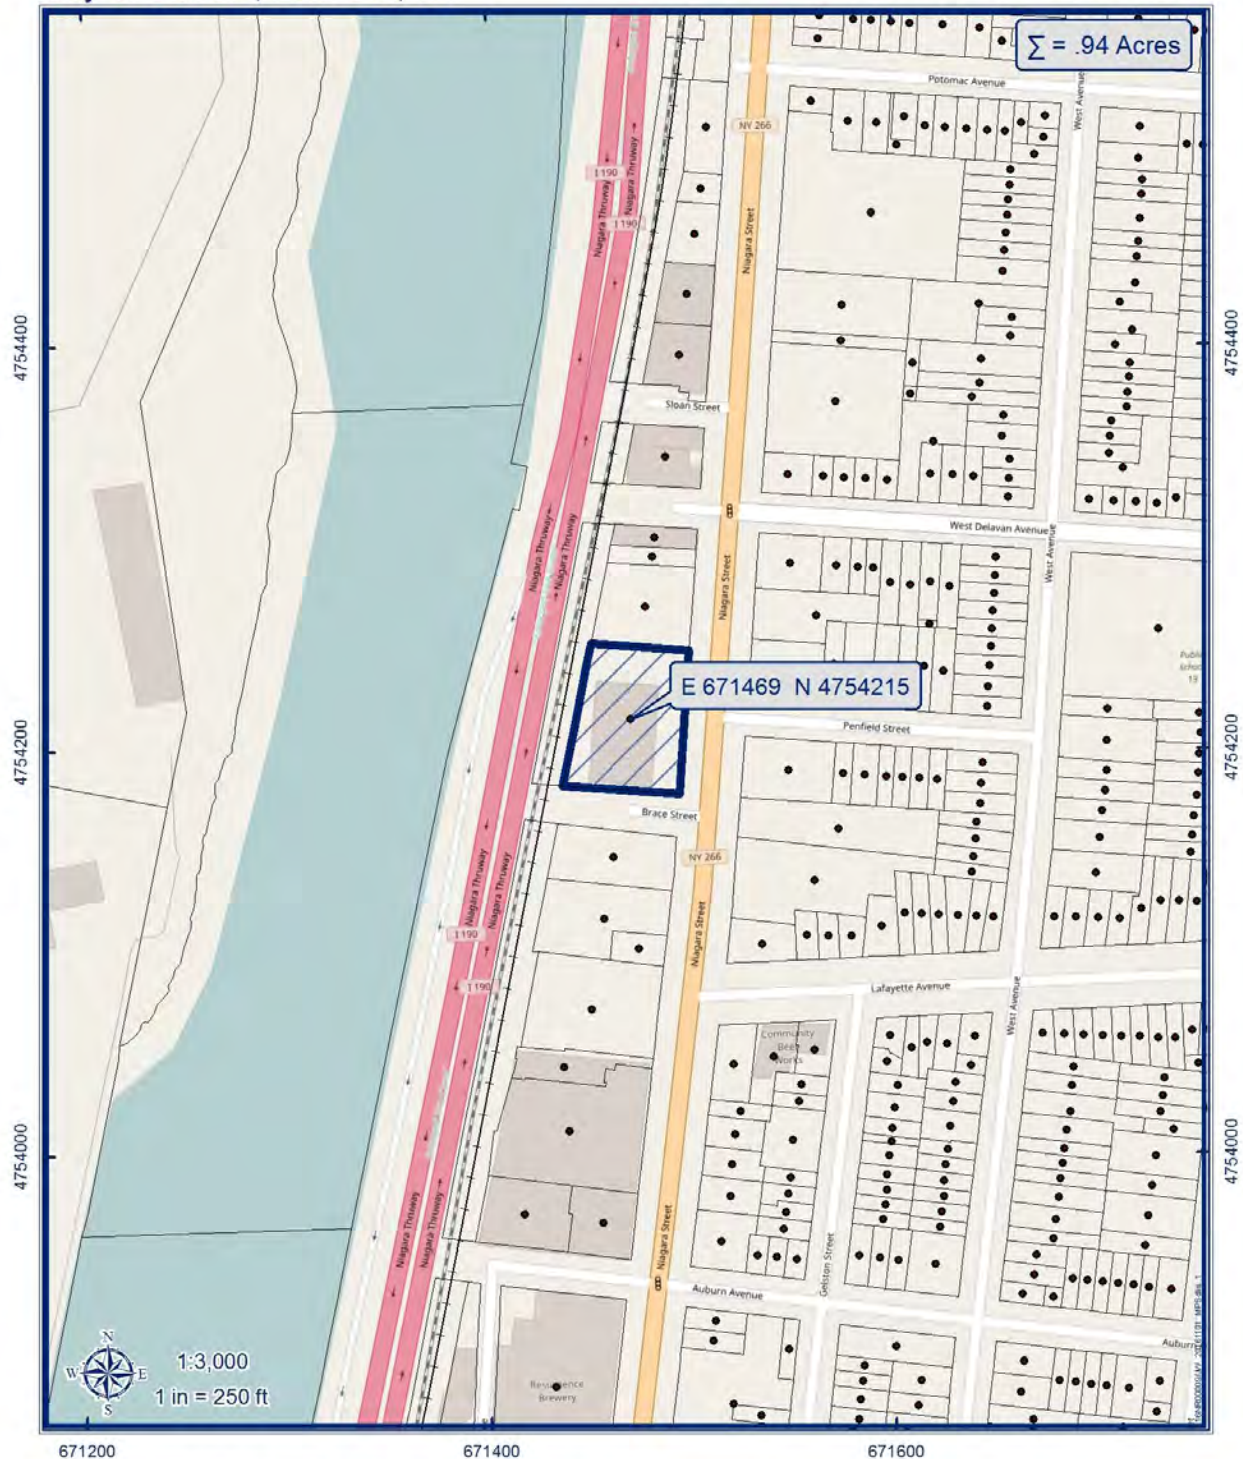 Σ = .94 Acres
Potomac Avenue
West Avenue
NY 266
I 190
Niagara Thruway
Niagara Thruway
I 190
Niagara Street
4754400
4754400
Sloan Street
West Delavan Avenue
Niagara Thruway
Niagara Thruway
Niagara Street
West Avenue
Public
School
19
E 671469 N 4754215
Penfield Street
4754200
4754200
Brace Street
NY 266
Niagara Thruway
Niagara Thruway
I 190
Niagara Street
I 190
Lafayette Avenue
West Avenue
Community
Beer
Works
4754000
4754000
Niagara Thruway
Niagara Thruway
Niagara Street
Gelston Street
Auburn Avenue
Auburn
N
W
E
S
1:3,000
1 in = 250 ft
Resurgence
Brewery
671200
671400
671600